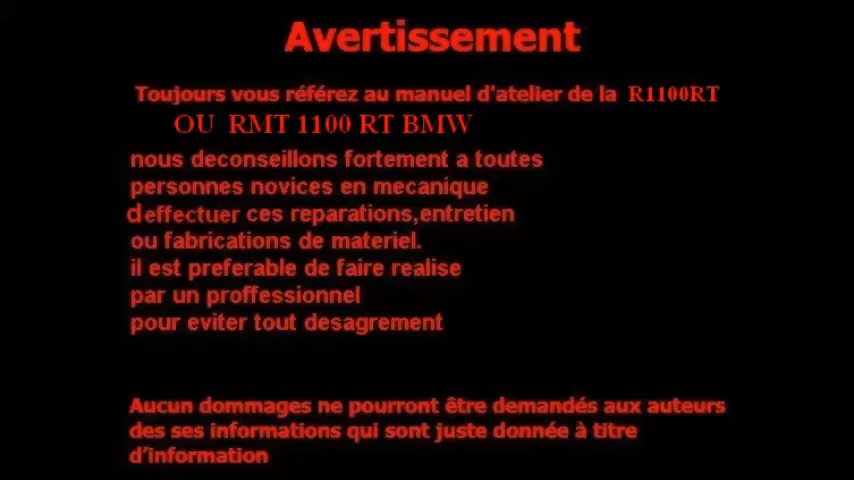 Avertissement
Toujours vous référez au manuel d'atelier de la R1100RT
OU RMT 1100 RT BMW
nous deconseillons fortement a toutes
personnes novices en mecanique
deffectuer ces reparations,entretien
ou fabrications de materiel.
il est preferable de faire realise
par un proffessionnel
pour eviter tout desagrement
Aucun dommages ne pourront être demandés aux auteurs
des ses informations qui sont juste donnée à titre
d'information